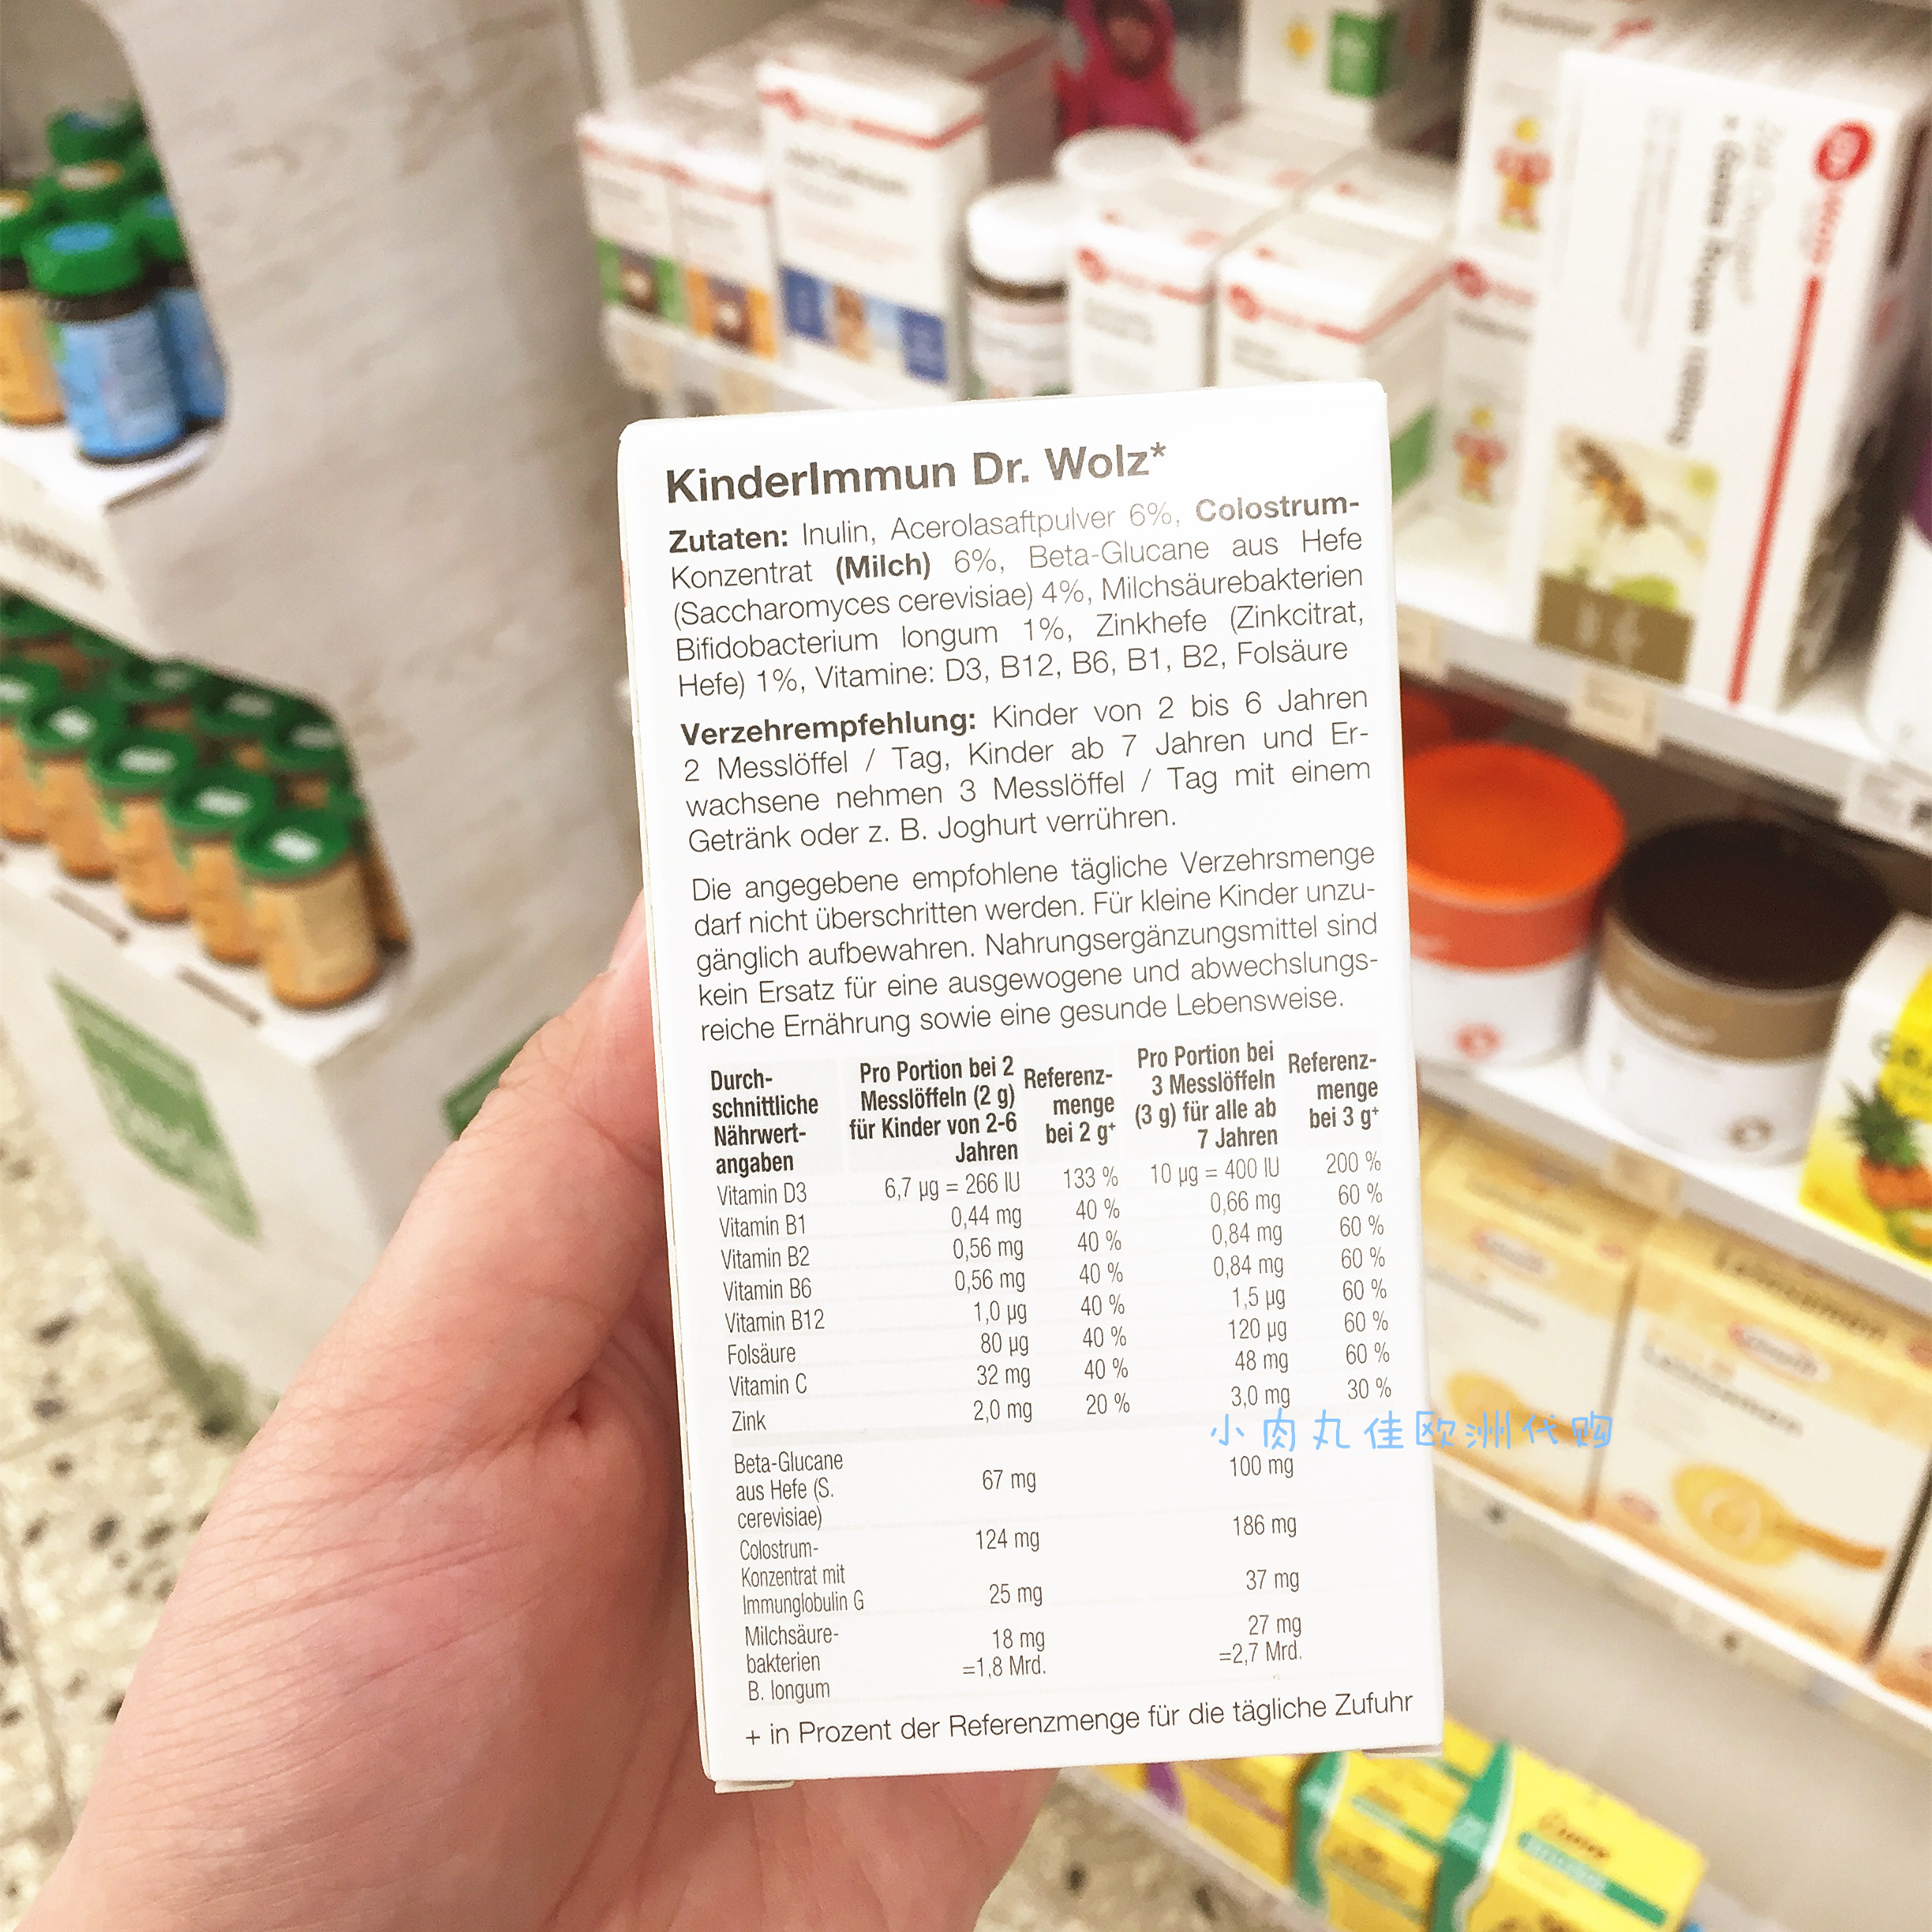 KinderImmun Dr. Wolz*
Zutaten: Inulin, Acerolasaftpulver 6%, Colostrum-
Konzentrat (Milch) 6%, Beta-Glucane aus Hefe
(Saccharomyces cerevisiae) 4%, Milchsäurebakterien
Bifidobacterium longum 1%, Zinkhefe (Zinkcitrat,
Hefe) 1%, Vitamine: D3, B12, B6, B1, B2, Folsäure
Verzehrempfehlung: Kinder von 2 bis 6 Jahren
2 Messlöffel / Tag, Kinder ab 7 Jahren und Er-
wachsene nehmen 3 Messlöffel / Tag mit einem
Getränk oder z. B. Joghurt verrühren.
Die angegebene empfohlene tägliche Verzehrsmenge
darf nicht überschritten werden. Für kleine Kinder unzu-
gänglich aufbewahren. Nahrungsergänzungsmittel sind
kein Ersatz für eine ausgewogene und abwechslungs-
reiche Ernährung sowie eine gesunde Lebensweise.
Durch-
schnittliche
Nährwert-
angaben
Pro Portion bei 2
Messlöffeln (2 g)
für Kinder von 2-6
Jahren
Referenz-
menge
bei 2 g+
Pro Portion bei
3 Messlöffeln
(3 g) für alle ab
7 Jahren
Referenz-
menge
bei 3 g+
Vitamin D3 6,7 µg = 266 IU 133 % 10 µg = 400 IU 200 %
Vitamin B1 0,44 mg 40 % 0,66 mg 60 %
Vitamin B2 0,56 mg 40 % 0,84 mg 60 %
Vitamin B6 0,56 mg 40 % 0,84 mg 60 %
Vitamin B12 1,0 µg 40 % 1,5 µg 60 %
Folsäure 80 µg 40 % 120 µg 60 %
Vitamin C 32 mg 40 % 48 mg 60 %
Zink 2,0 mg 20 % 3,0 mg 30 %
小肉丸佳欧洲代购
Beta-Glucane
aus Hefe (S.
cerevisiae)
67 mg 100 mg
Colostrum-
Konzentrat mit
Immunglobulin G
124 mg 186 mg
25 mg 37 mg
Milchsäure-
bakterien
B. longum
18 mg 27 mg
=1,8 Mrd. =2,7 Mrd.
+ in Prozent der Referenzmenge für die tägliche Zufuhr